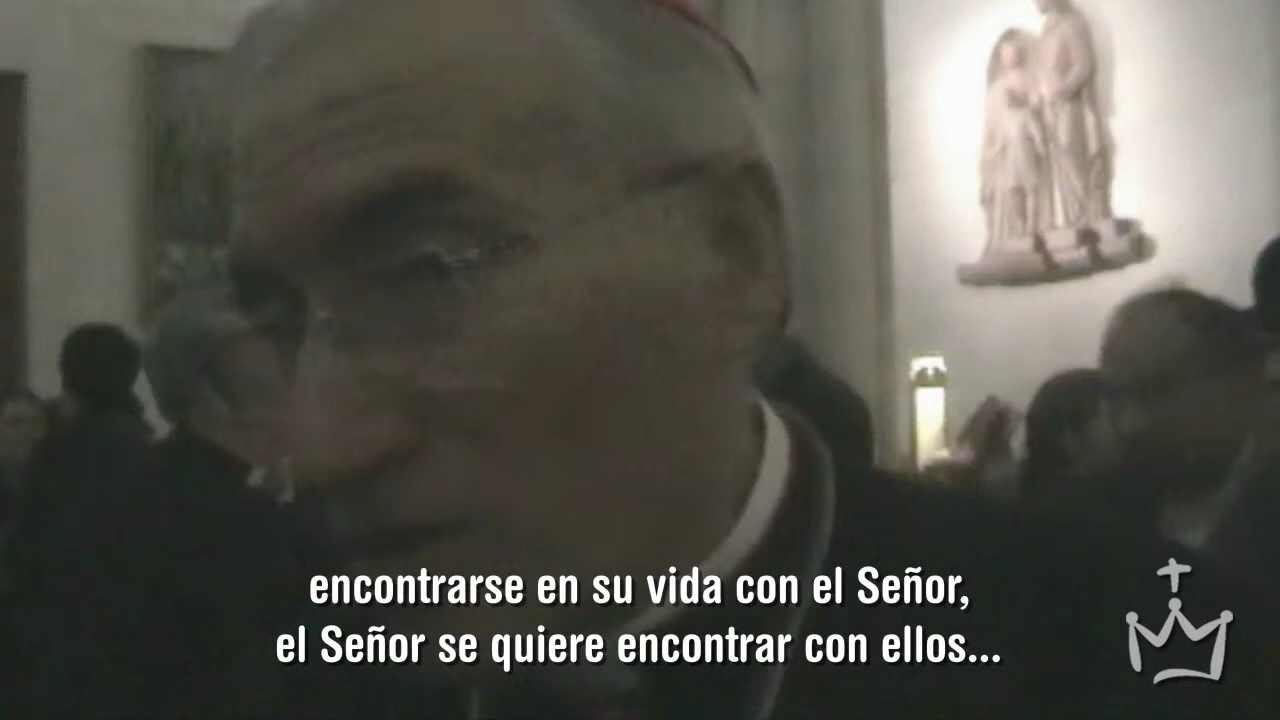 encontrarse en su vida con el Señor,
el Señor se quiere encontrar con ellos...